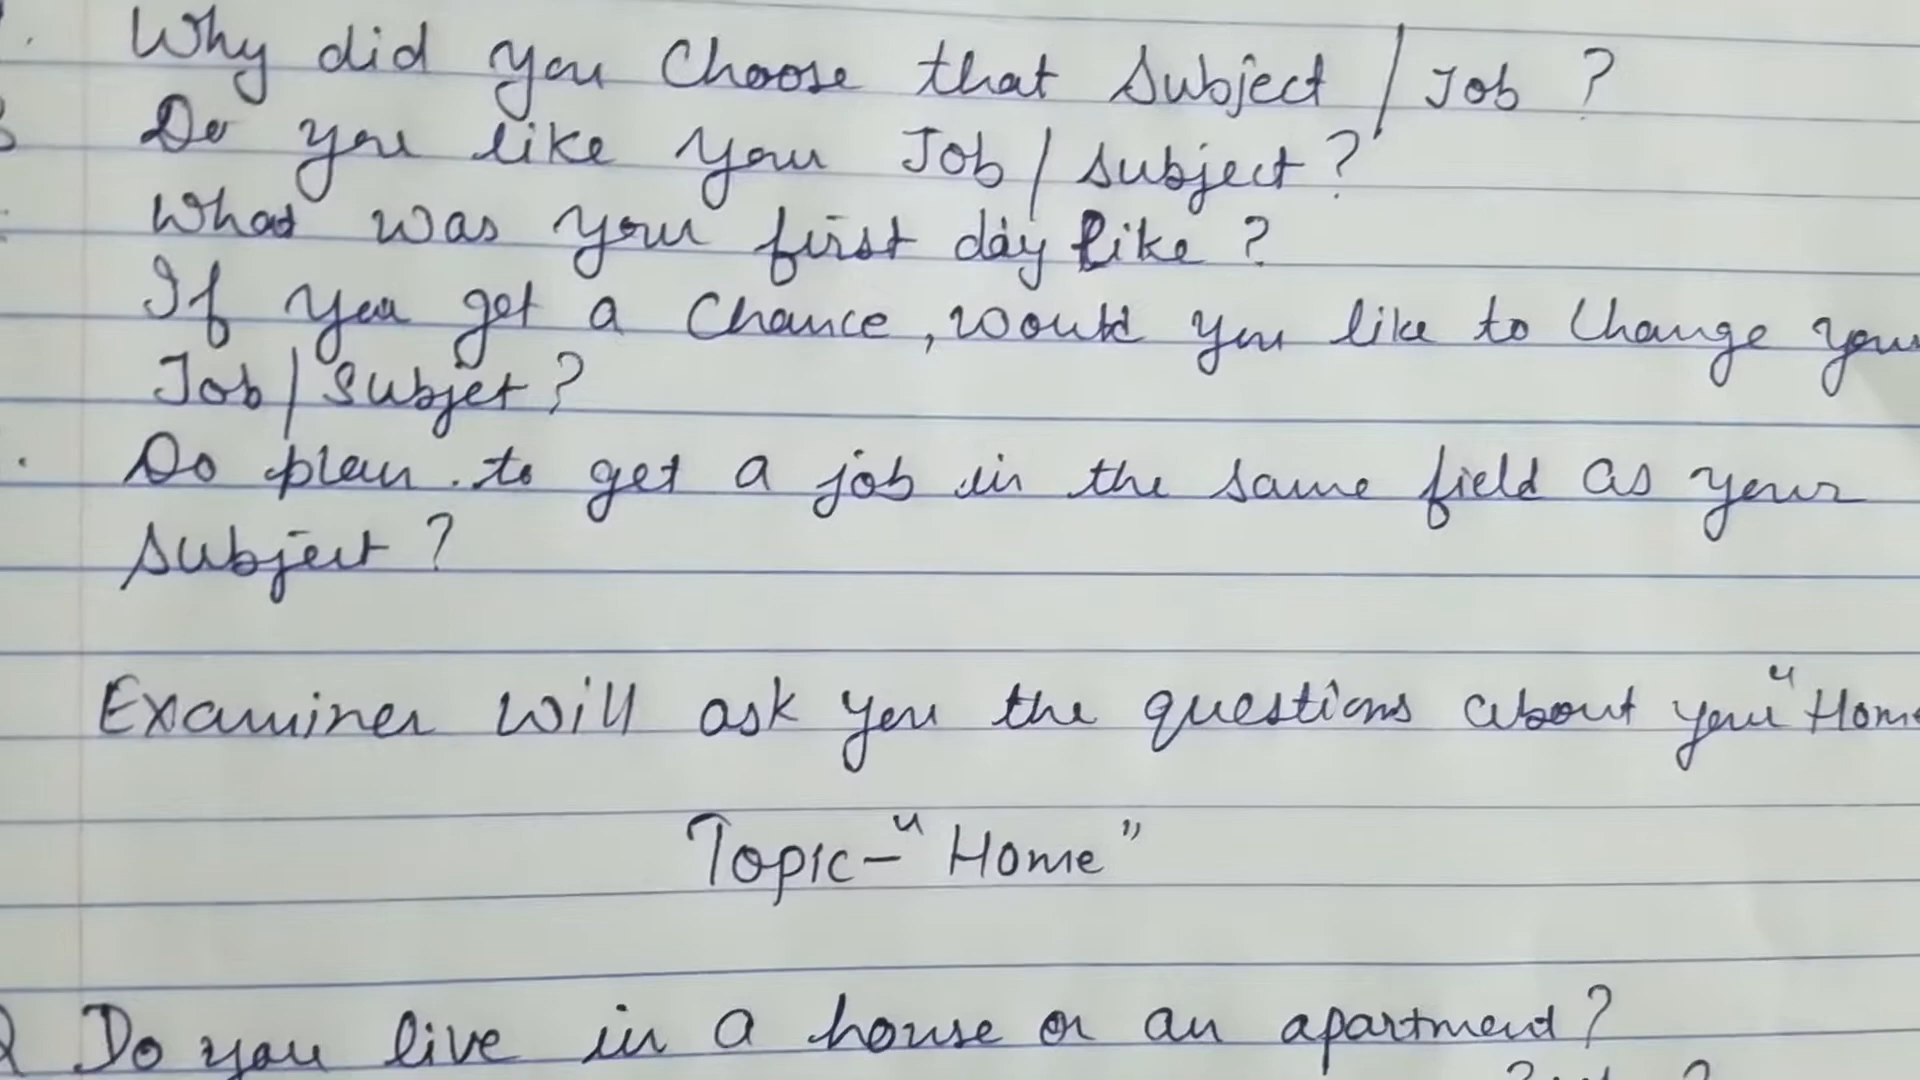 Why did you Choose that Subject / Job ?
Do you like your Job / Subject ?
What was your first day like ?
If you get a Chance, would you like to Change your
Job / Subjet ?
Do plan to get a job in the same field as your
Subject ?
Examiner will ask you the questions about your "Home
Topic - "Home"
Do you live in a house or an apartment ?